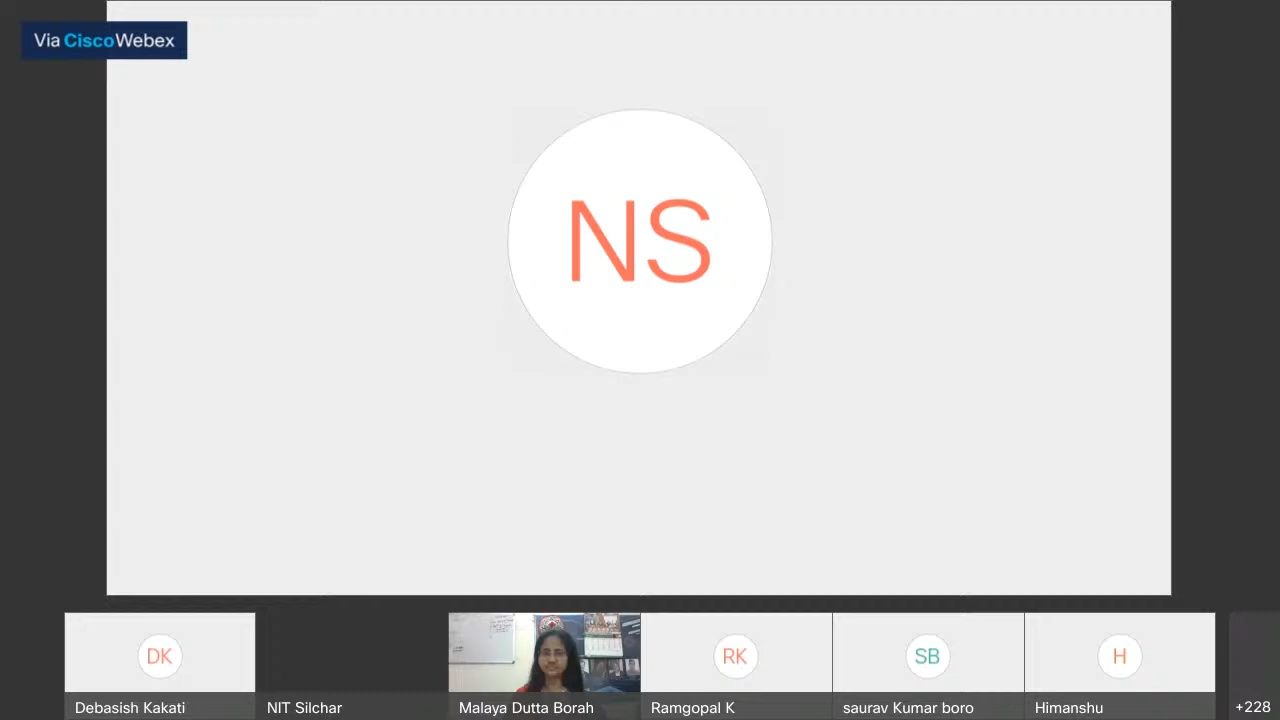 Via CiscoWebex
NS
DK
RK
SB
H
Debasish Kakati
NIT Silchar
Malaya Dutta Borah
Ramgopal K
saurav Kumar boro
Himanshu
+228